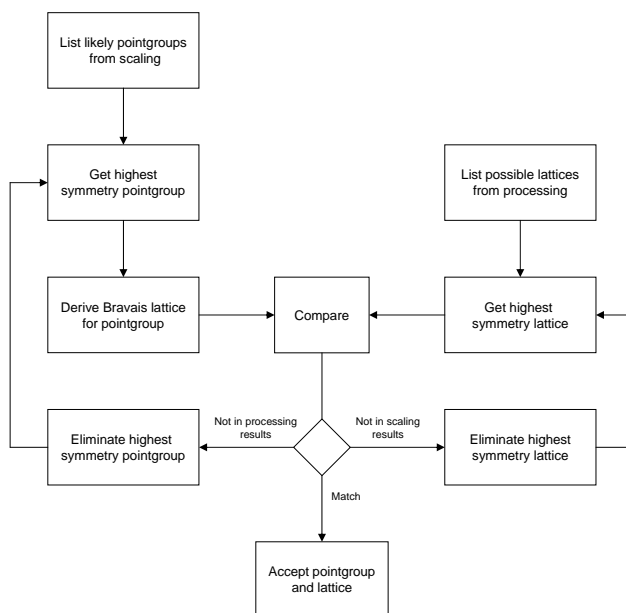 List likely pointgroups
from scaling
Get highest
symmetry pointgroup
List possible lattices
from processing
Derive Bravais lattice
for pointgroup
Compare
Get highest
symmetry lattice
Eliminate highest
symmetry pointgroup
Not in processing
results
Not in scaling
results
Eliminate highest
symmetry lattice
Match
Accept pointgroup
and lattice